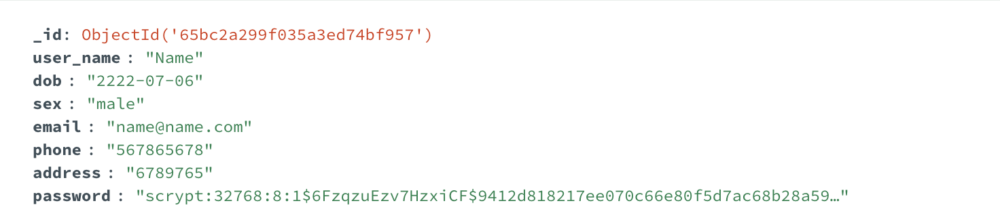 _id: ObjectId('65bc2a299f035a3ed74bf957')
user_name : "Name"
dob : "2222-07-06"
sex : "male"
email : "name@name.com"
phone : "567865678"
address : "6789765"
password : "scrypt:32768:8:1$6FzqzuEzv7HzxiCF$9412d818217ee070c66e80f5d7ac68b28a59…"